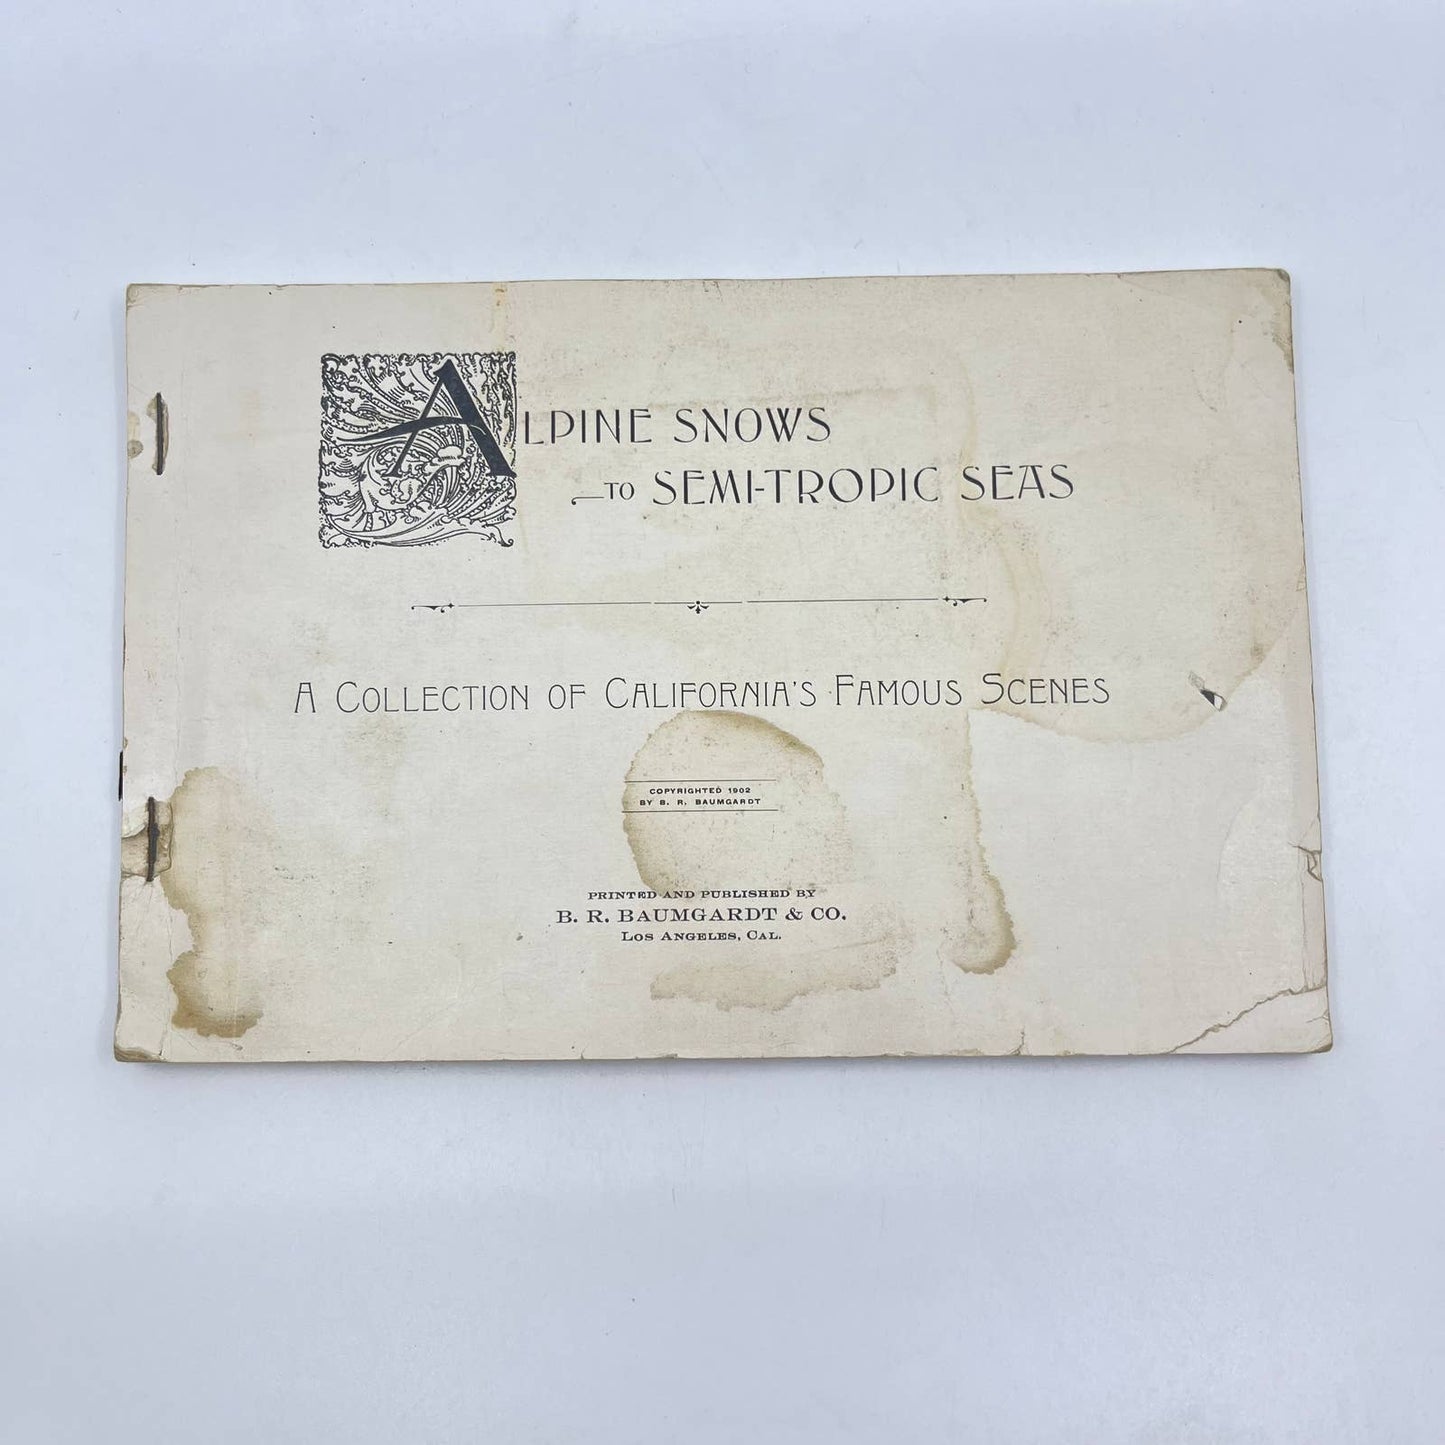 ALPINE SNOWS
TO SEMI-TROPIC SEAS
A COLLECTION OF CALIFORNIA'S FAMOUS SCENES
COPYRIGHTED 1902
BY B. R. BAUMGARDT
PRINTED AND PUBLISHED BY
B. R. BAUMGARDT & CO.
LOS ANGELES, CAL.